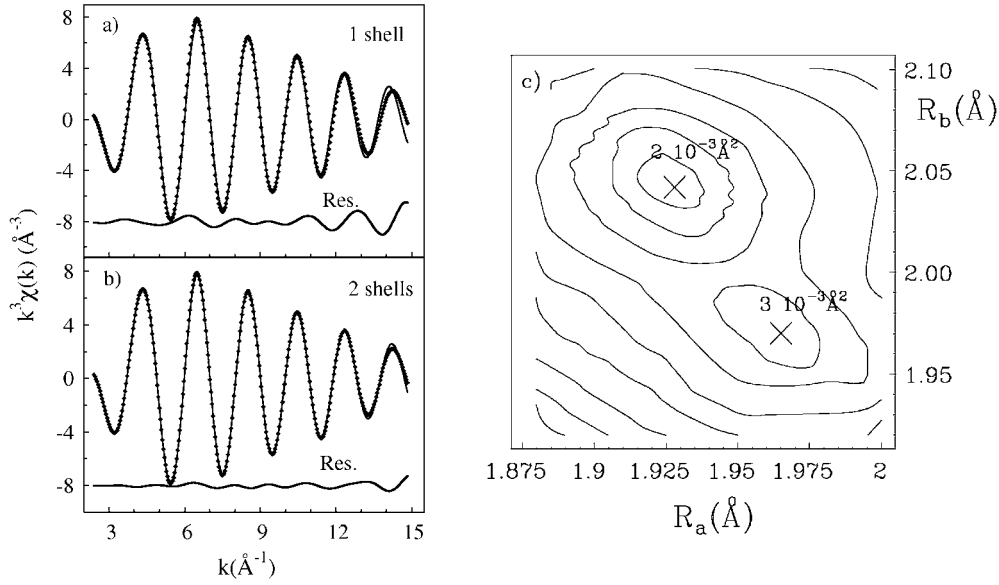 a)
1 shell
8
4
0
-4
-8
Res.
b)
2 shells
8
4
0
-4
-8
Res.
3 6 9 12 15
k(Å⁻¹)
k³χ(k) (Å⁻³)
c)
2 10⁻³Å²
3 10⁻³Å²
2.10
R_b(Å)
2.05
2.00
1.95
1.875 1.9 1.925 1.95 1.975 2
R_a(Å)